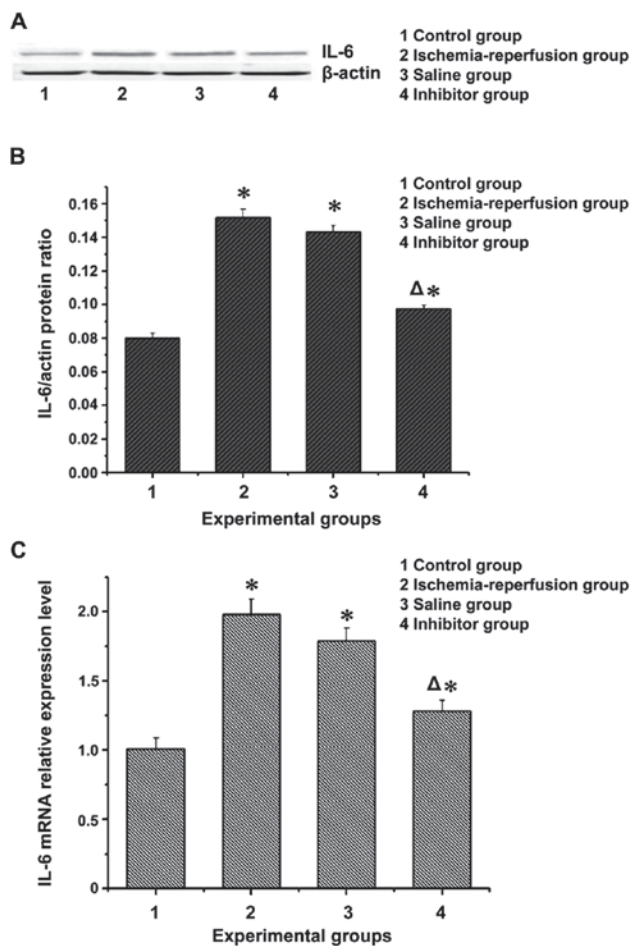 A
IL-6
β-actin
1 2 3 4
1 Control group
2 Ischemia-reperfusion group
3 Saline group
4 Inhibitor group
B
IL-6/actin protein ratio
0.16
0.14
0.12
0.10
0.08
0.06
0.04
0.02
0.00
* * Δ *
1 2 3 4
Experimental groups
1 Control group
2 Ischemia-reperfusion group
3 Saline group
4 Inhibitor group
C
IL-6 mRNA relative expression level
2.0
1.5
1.0
0.5
0
* * Δ *
1 2 3 4
Experimental groups
1 Control group
2 Ischemia-reperfusion group
3 Saline group
4 Inhibitor group